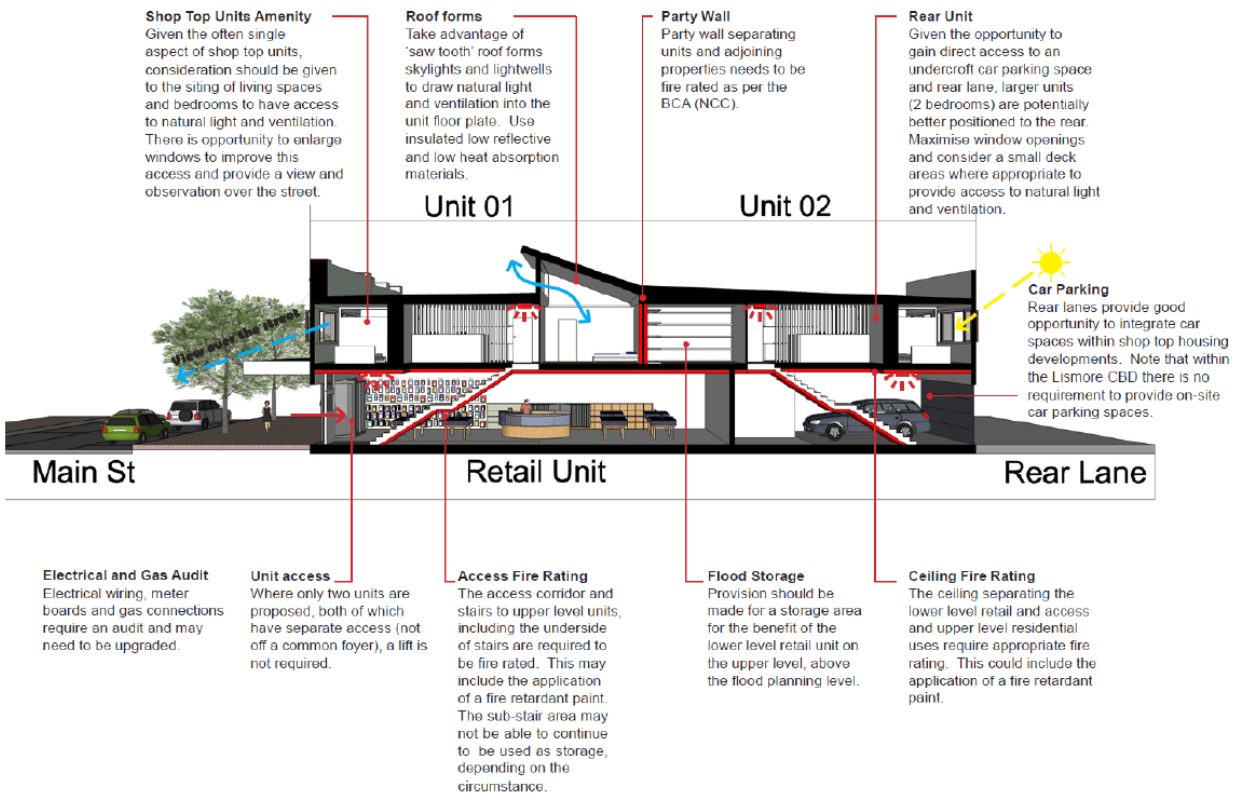 Shop Top Units Amenity
Given the often single
aspect of shop top units,
consideration should be given
to the siting of living spaces
and bedrooms to have access
to natural light and ventilation.
There is opportunity to enlarge
windows to improve this
access and provide a view and
observation over the street.
Roof forms
Take advantage of
'saw tooth' roof forms
skylights and lightwells
to draw natural light
and ventilation into the
unit floor plate.  Use
insulated low reflective
and low heat absorption
materials.
Party Wall
Party wall separating
units and adjoining
properties needs to be
fire rated as per the
BCA (NCC).
Rear Unit
Given the opportunity to
gain direct access to an
undercroft car parking space
and rear lane, larger units
(2 bedrooms) are potentially
better positioned to the rear.
Maximise window openings
and consider a small deck
areas where appropriate to
provide access to natural light
and ventilation.
Unit 01
Unit 02
View over the street
Car Parking
Rear lanes provide good
opportunity to integrate car
spaces within shop top housing
developments.  Note that within
the Lismore CBD there is no
requirement to provide on-site
car parking spaces.
Main St
Retail Unit
Rear Lane
Electrical and Gas Audit
Electrical wiring, meter
boards and gas connections
require an audit and may
need to be upgraded.
Unit access
Where only two units are
proposed, both of which
have separate access (not
off a common foyer), a lift is
not required.
Access Fire Rating
The access corridor and
stairs to upper level units,
including the underside
of stairs are required to
be fire rated.  This may
include the application
of a fire retardant paint.
The sub-stair area may
not be able to continue
to  be used as storage,
depending on the
circumstance.
Flood Storage
Provision should be
made for a storage area
for the benefit of the
lower level retail unit on
the upper level, above
the flood planning level.
Ceiling Fire Rating
The ceiling separating the
lower level retail and access
and upper level residential
uses require appropriate fire
rating.  This could include the
application of a fire retardant
paint.